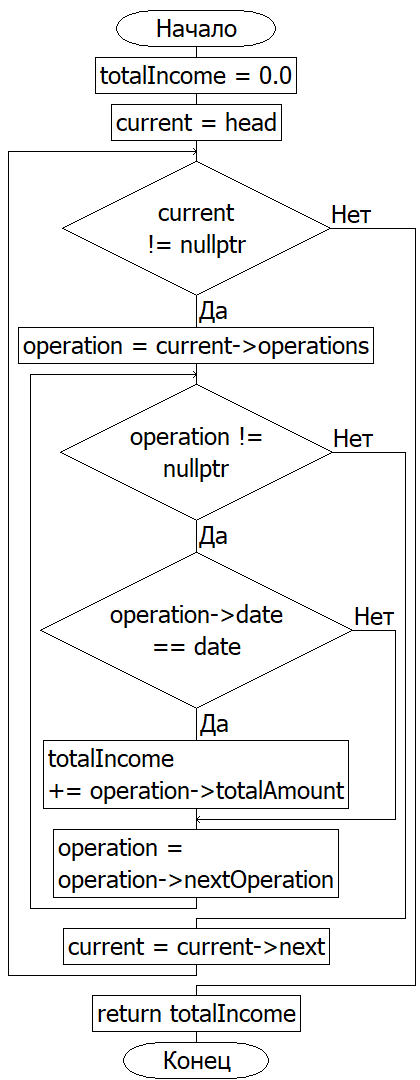 Начало
totalIncome = 0.0
current = head
current
!= nullptr
Нет
Да
operation = current->operations
operation !=
nullptr
Нет
Да
operation->date
== date
Нет
Да
totalIncome
+= operation->totalAmount
operation =
operation->nextOperation
current = current->next
return totalIncome
Конец